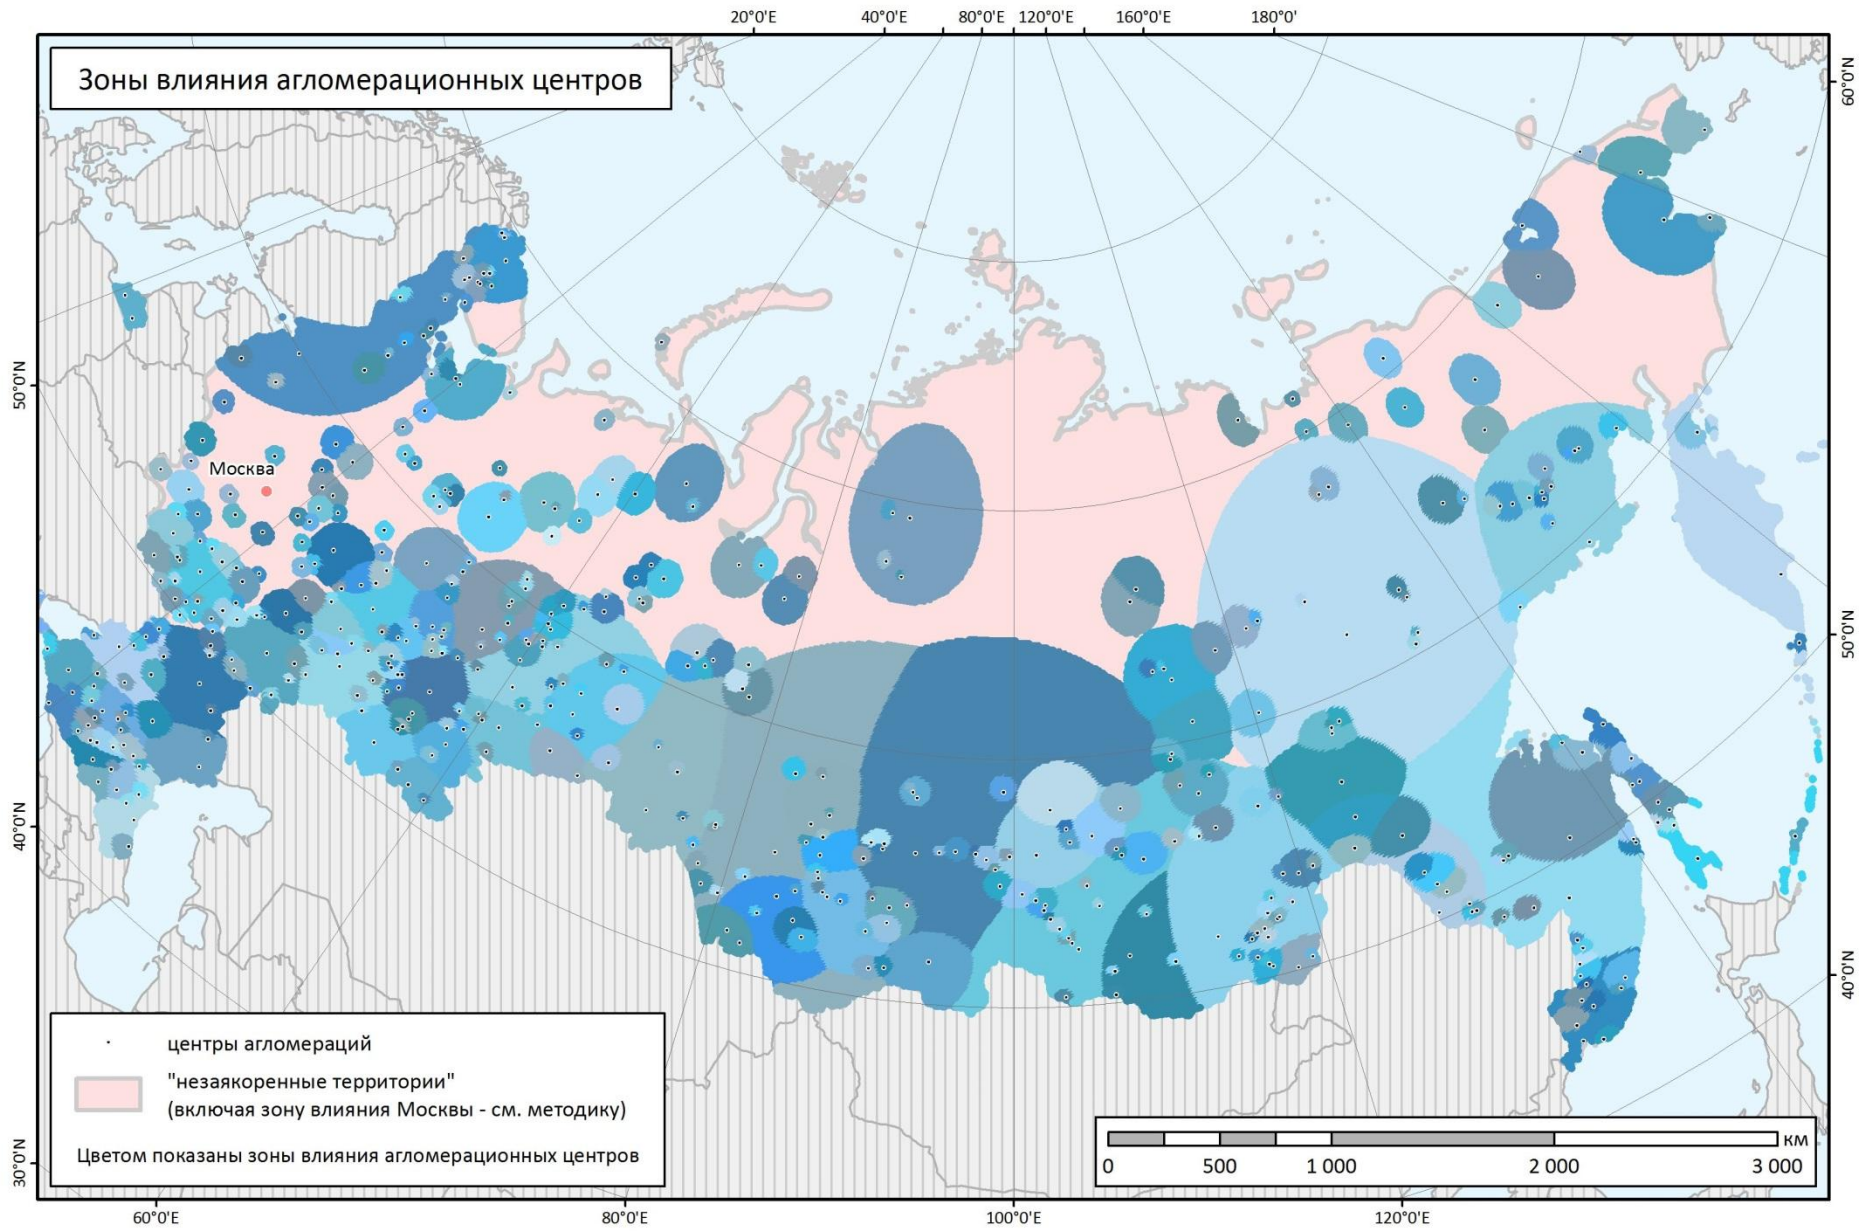 20°0'E 40°0'E 80°0'E 120°0'E 160°0'E 180°0'
Зоны влияния агломерационных центров
60°0'N
50°0'N
Москва
50°0'N
40°0'N
40°0'N
30°0'N
центры агломераций
"незаякоренные территории"
(включая зону влияния Москвы - см. методику)
Цветом показаны зоны влияния агломерационных центров
км
0 500 1 000 2 000 3 000
60°0'E 80°0'E 100°0'E 120°0'E